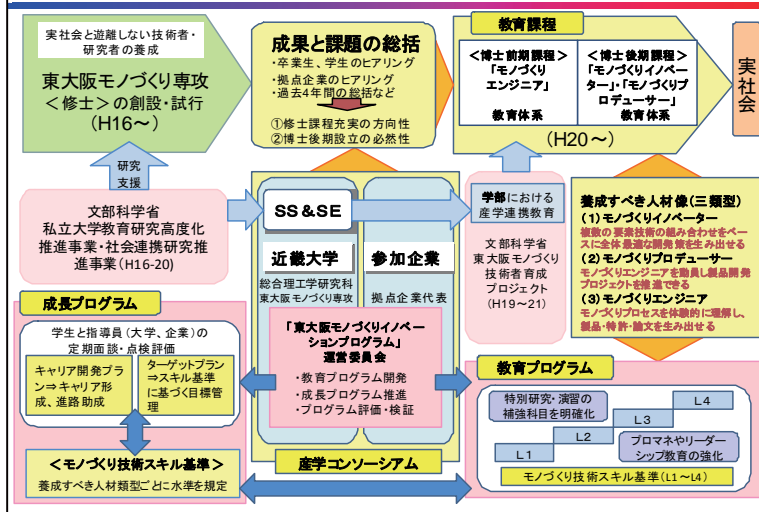 実社会と遊離しない技術者・
研究者の養成
東大阪モノづくり専攻
＜修士＞の創設・試行
(H16～)
成果と課題の総括
・卒業生、学生のヒアリング
・拠点企業のヒアリング
・過去4年間の総括など
①修士課程充実の方向性
②博士後期設立の必然性
教育課程
＜博士前期課程＞
「モノづくり
エンジニア」
教育体系
＜博士後期課程＞
「モノづくりイノベー
ター」・「モノづくりプ
ロデューサー」
教育体系
(H20～)
実社会
研究
支援
文部科学省
私立大学教育研究高度化
推進事業・社会連携研究推
進事業(H16-20)
SS&SE
近畿大学
総合理工学研究科
東大阪モノづくり専攻
参加企業
拠点企業代表
「東大阪モノづくりイノベー
ションプログラム」
運営委員会
・教育プログラム開発
・成長プログラム推進
・プログラム評価・検証
産学コンソーシアム
学部における
産学連携教育
文部科学省
東大阪モノづくり
技術者育成
プロジェクト
(H19～21)
養成すべき人材像(三類型)
(1)モノづくりイノベーター
複数の要素技術の組み合わせをベー
スに全体最適な開発策を生み出せる
(2)モノづくりプロデューサー
モノづくりエンジニアを動員し製品開発
プロジェクトを推進できる
(3)モノづくりエンジニア
モノづくりプロセスを体験的に理解し、
製品・特許・論文を生み出せる
成長プログラム
学生と指導員(大学、企業)の
定期面談・点検評価
キャリア開発プラ
ン⇒キャリア形
成、進路助成
ターゲットプラン
⇒スキル基準
に基づく目標管
理
＜モノづくり技術スキル基準＞
養成すべき人材類型ごとに水準を規定
教育プログラム
特別研究・演習の
補強科目を明確化
L1
L2
L3
L4
プロマネやリーダー
シップ教育の強化
モノづくり技術スキル基準(L1～L4)